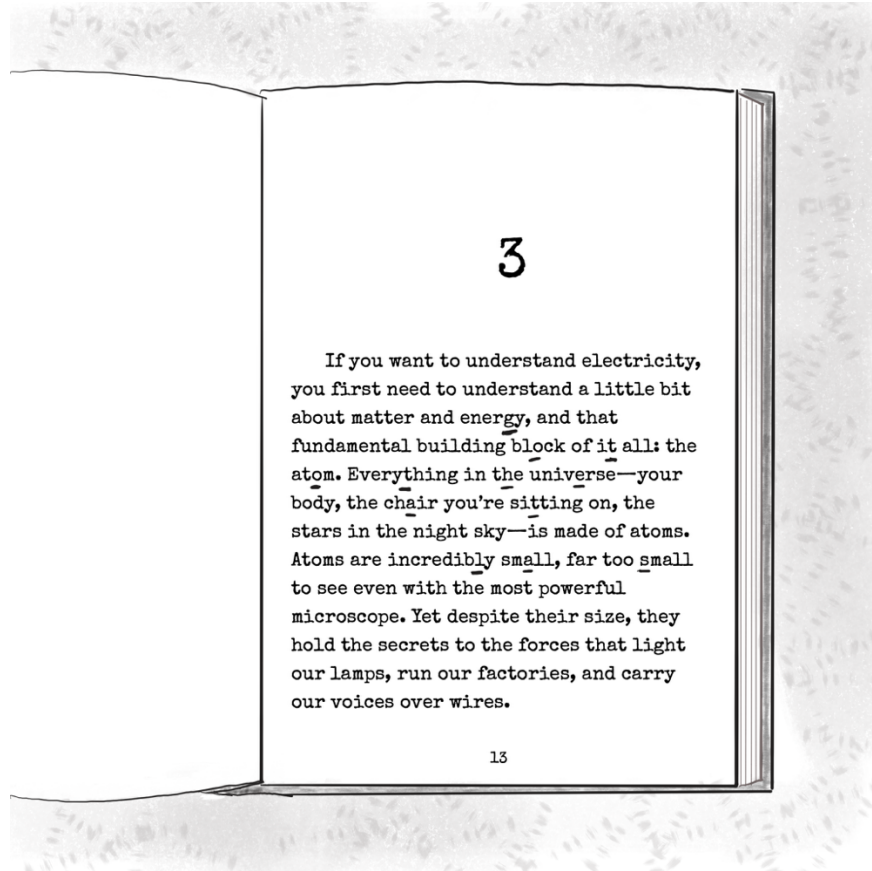 3
If you want to understand electricity,
you first need to understand a little bit
about matter and energy, and that
fundamental building block of it all: the
atom. Everything in the universe—your
body, the chair you're sitting on, the
stars in the night sky—is made of atoms.
Atoms are incredibly small, far too small
to see even with the most powerful
microscope. Yet despite their size, they
hold the secrets to the forces that light
our lamps, run our factories, and carry
our voices over wires.
13